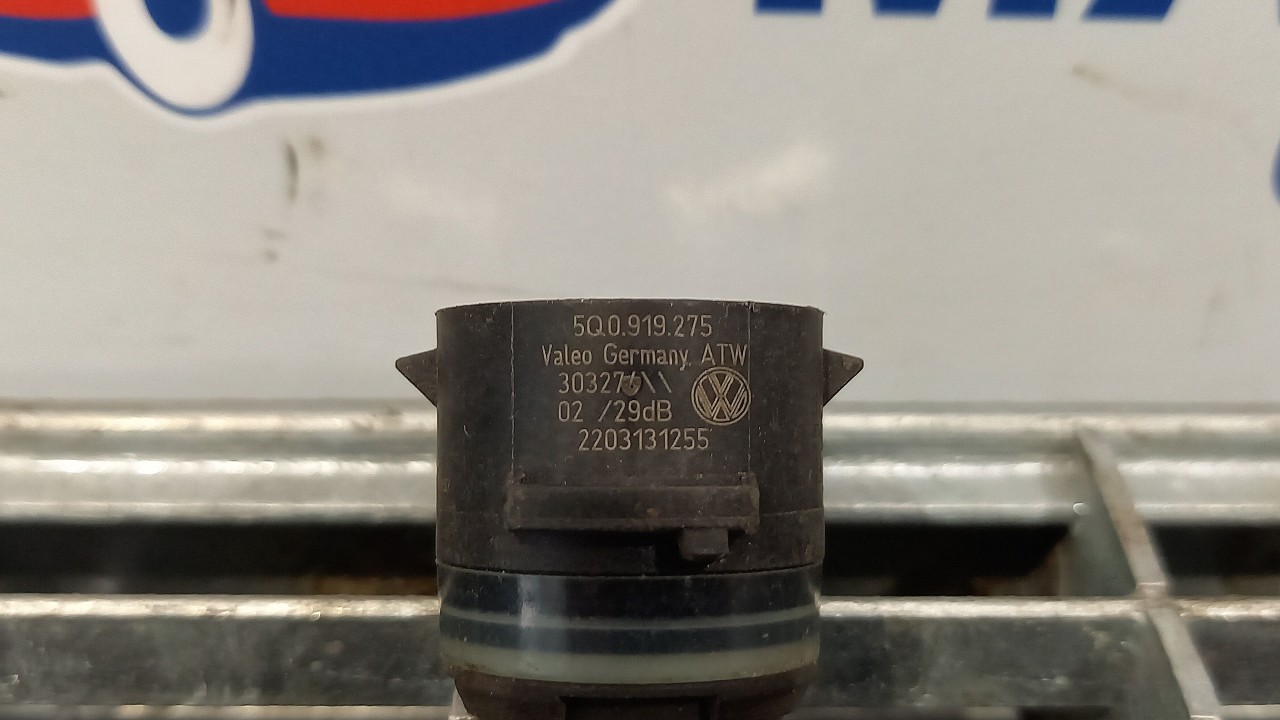 5Q0.919.275
Valeo Germany. ATW
02 /29dB
2203131255